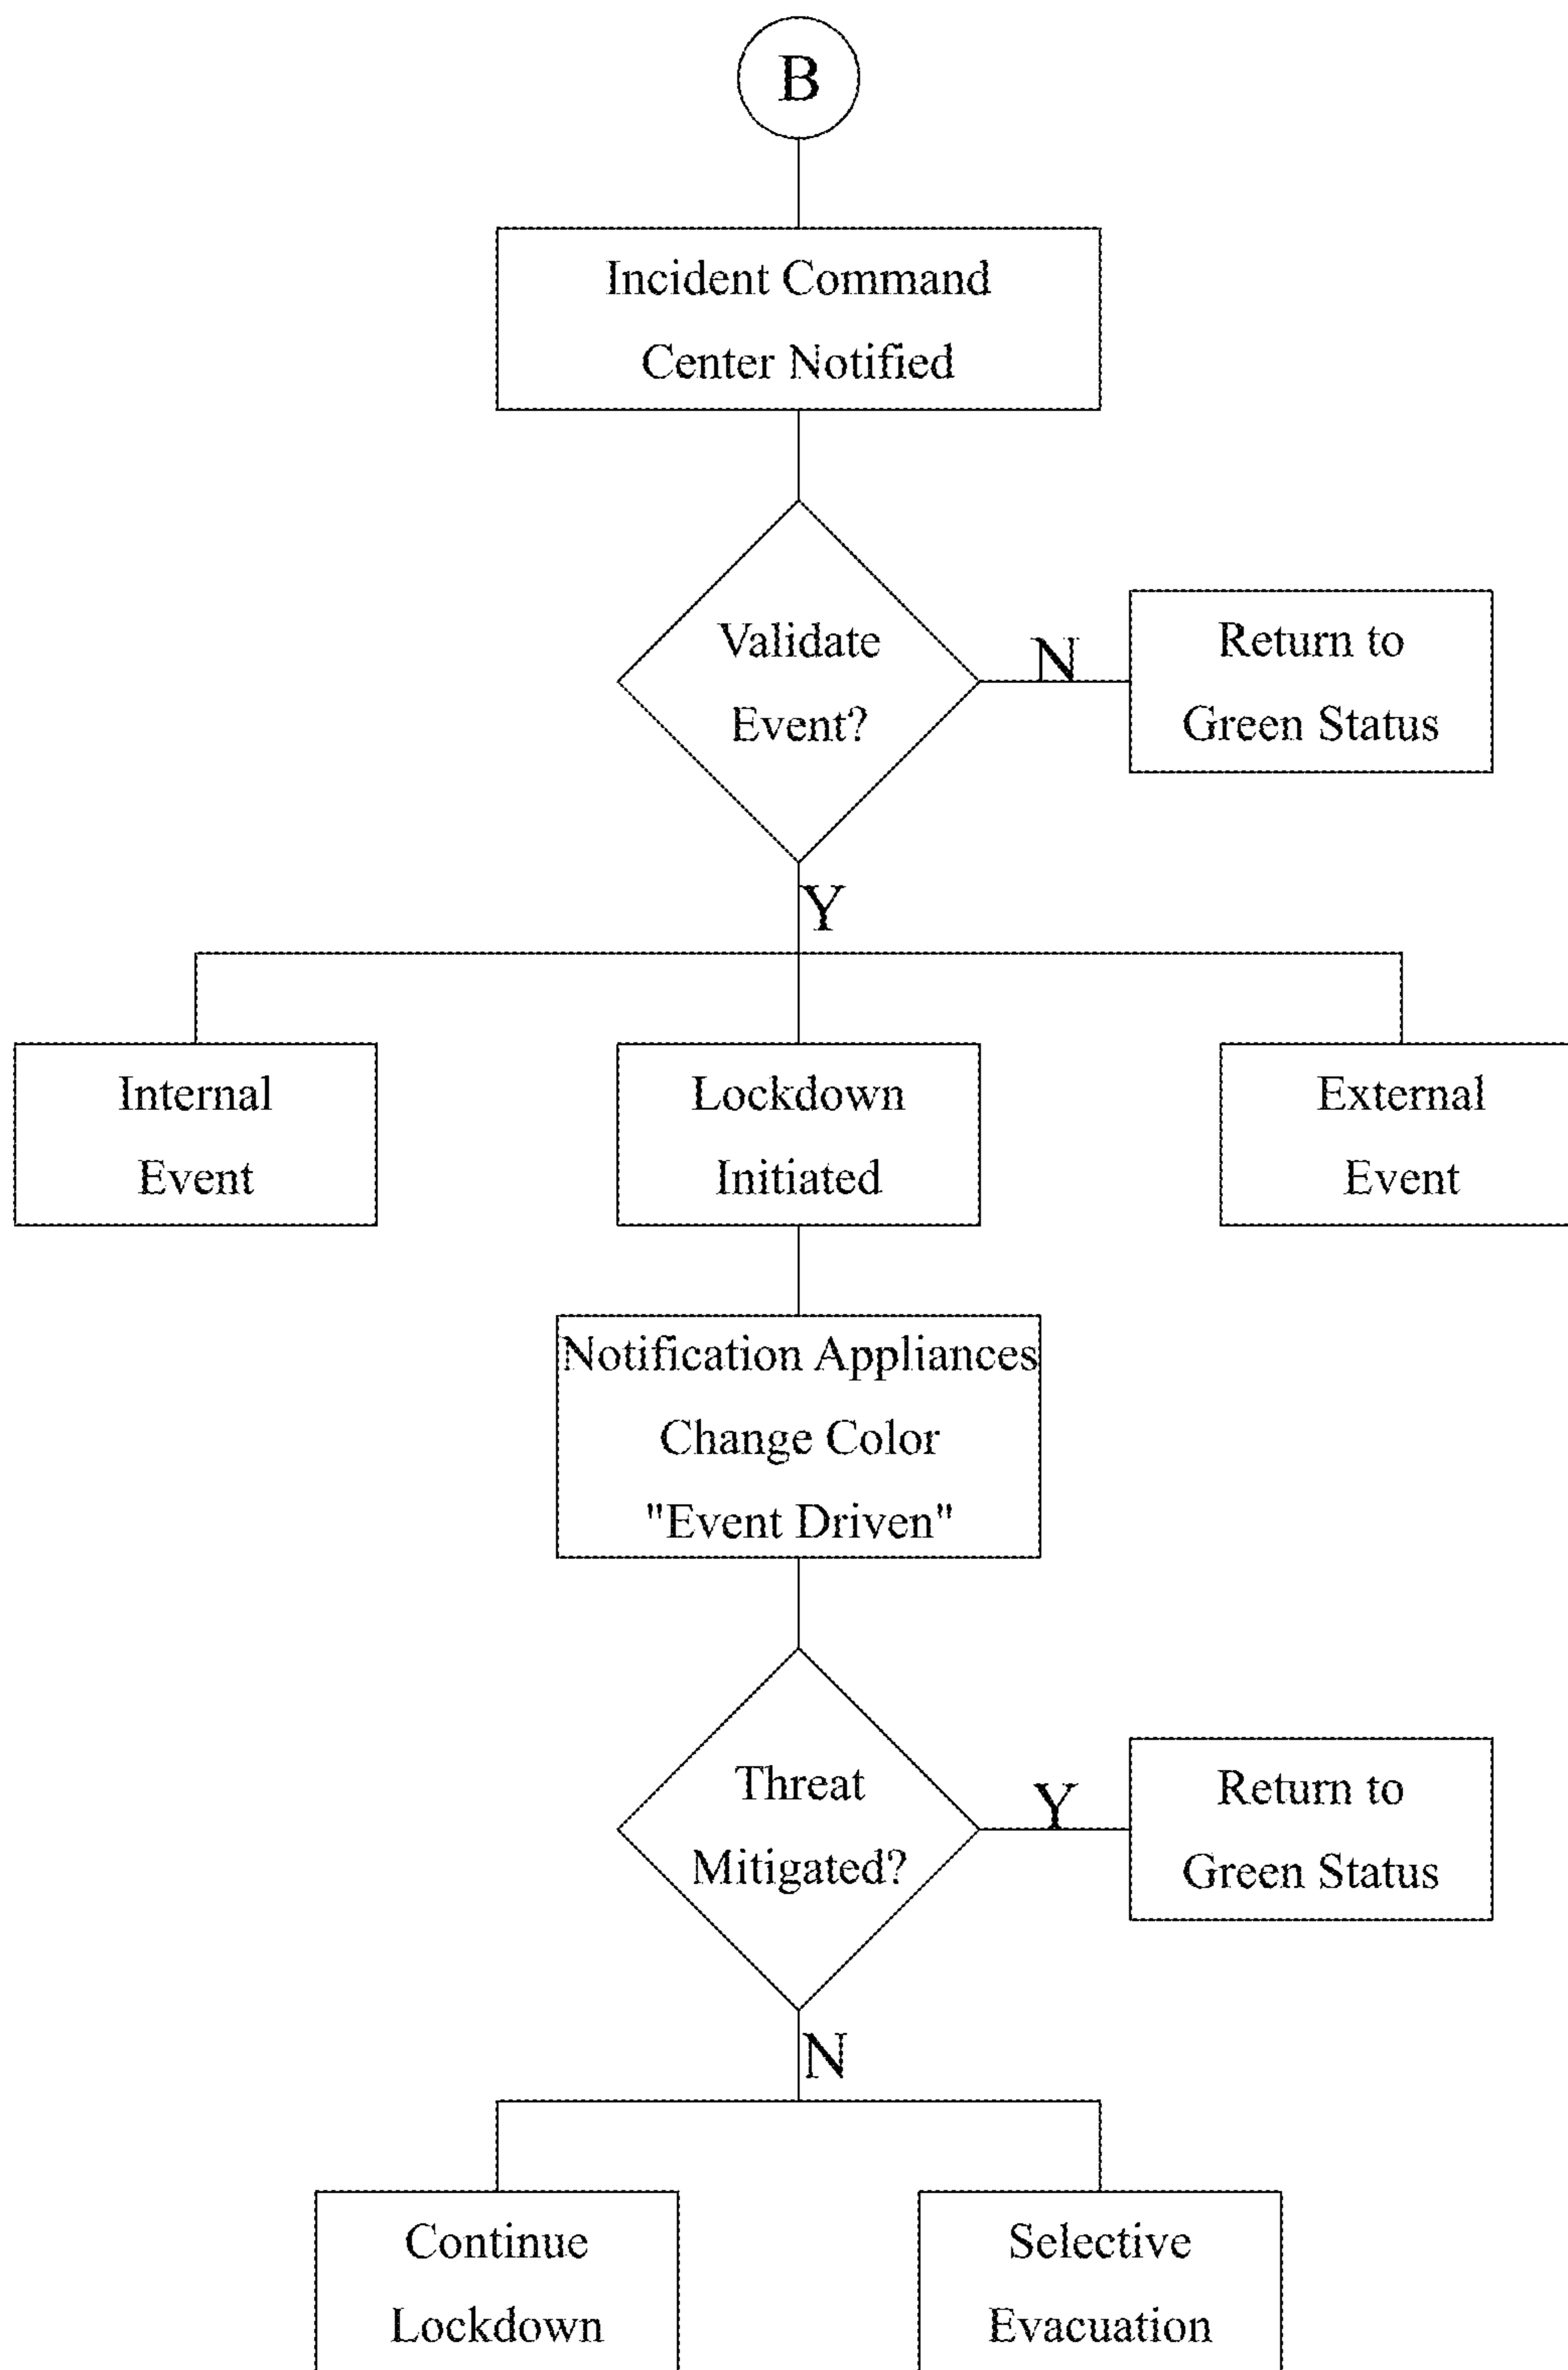 B
Incident Command
Center Notified
Validate
Event?
N
Return to
Green Status
Y
Internal
Event
Lockdown
Initiated
External
Event
Notification Appliances
Change Color
"Event Driven"
Threat
Mitigated?
Y
Return to
Green Status
N
Continue
Lockdown
Selective
Evacuation